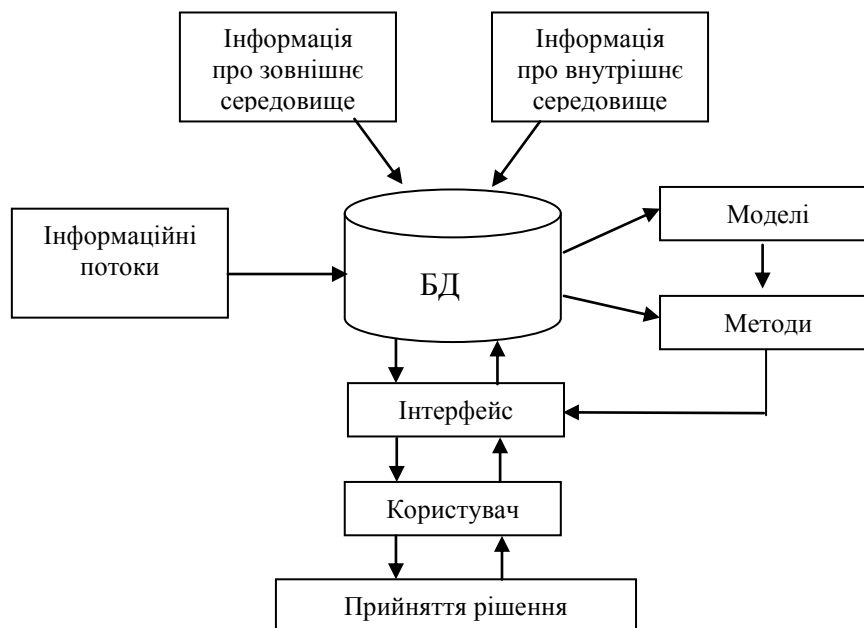 Інформація
про зовнішнє
середовище
Інформація
про внутрішнє
середовище
Інформаційні
потоки
БД
Моделі
Методи
Інтерфейс
Користувач
Прийняття рішення